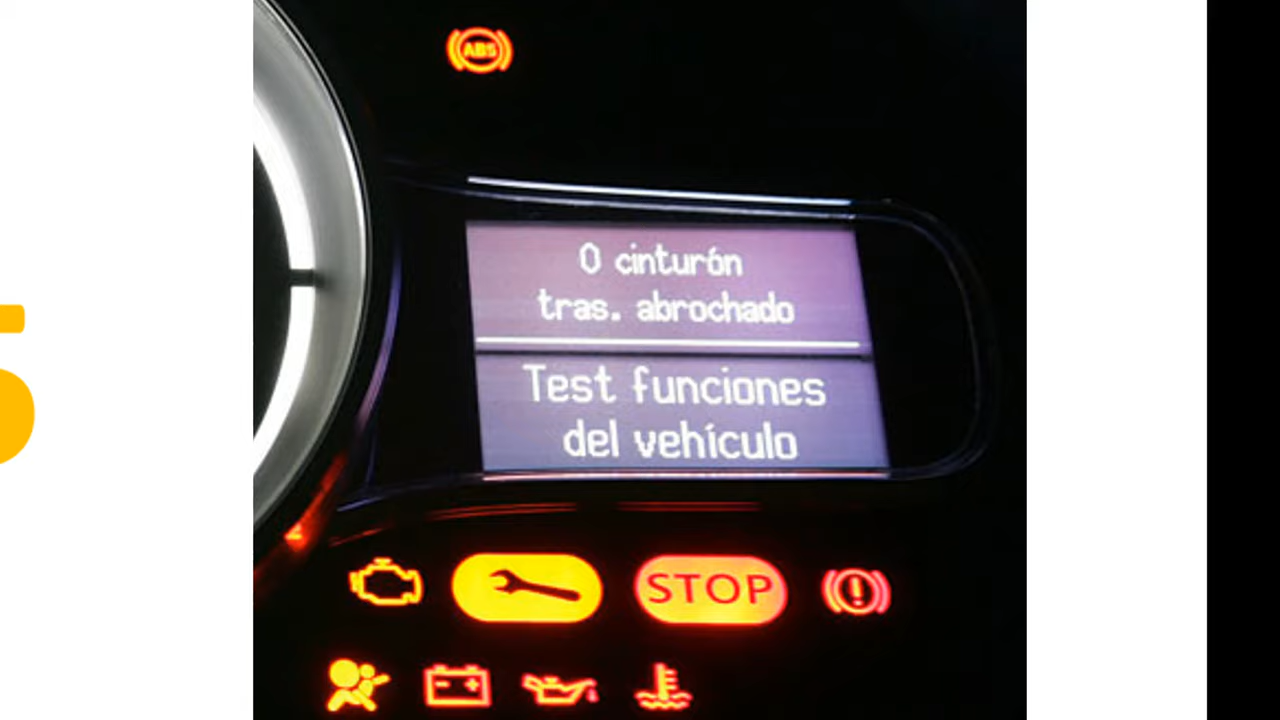 ABS
0 cinturón
tras. abrochado
Test funciones
del vehículo
STOP